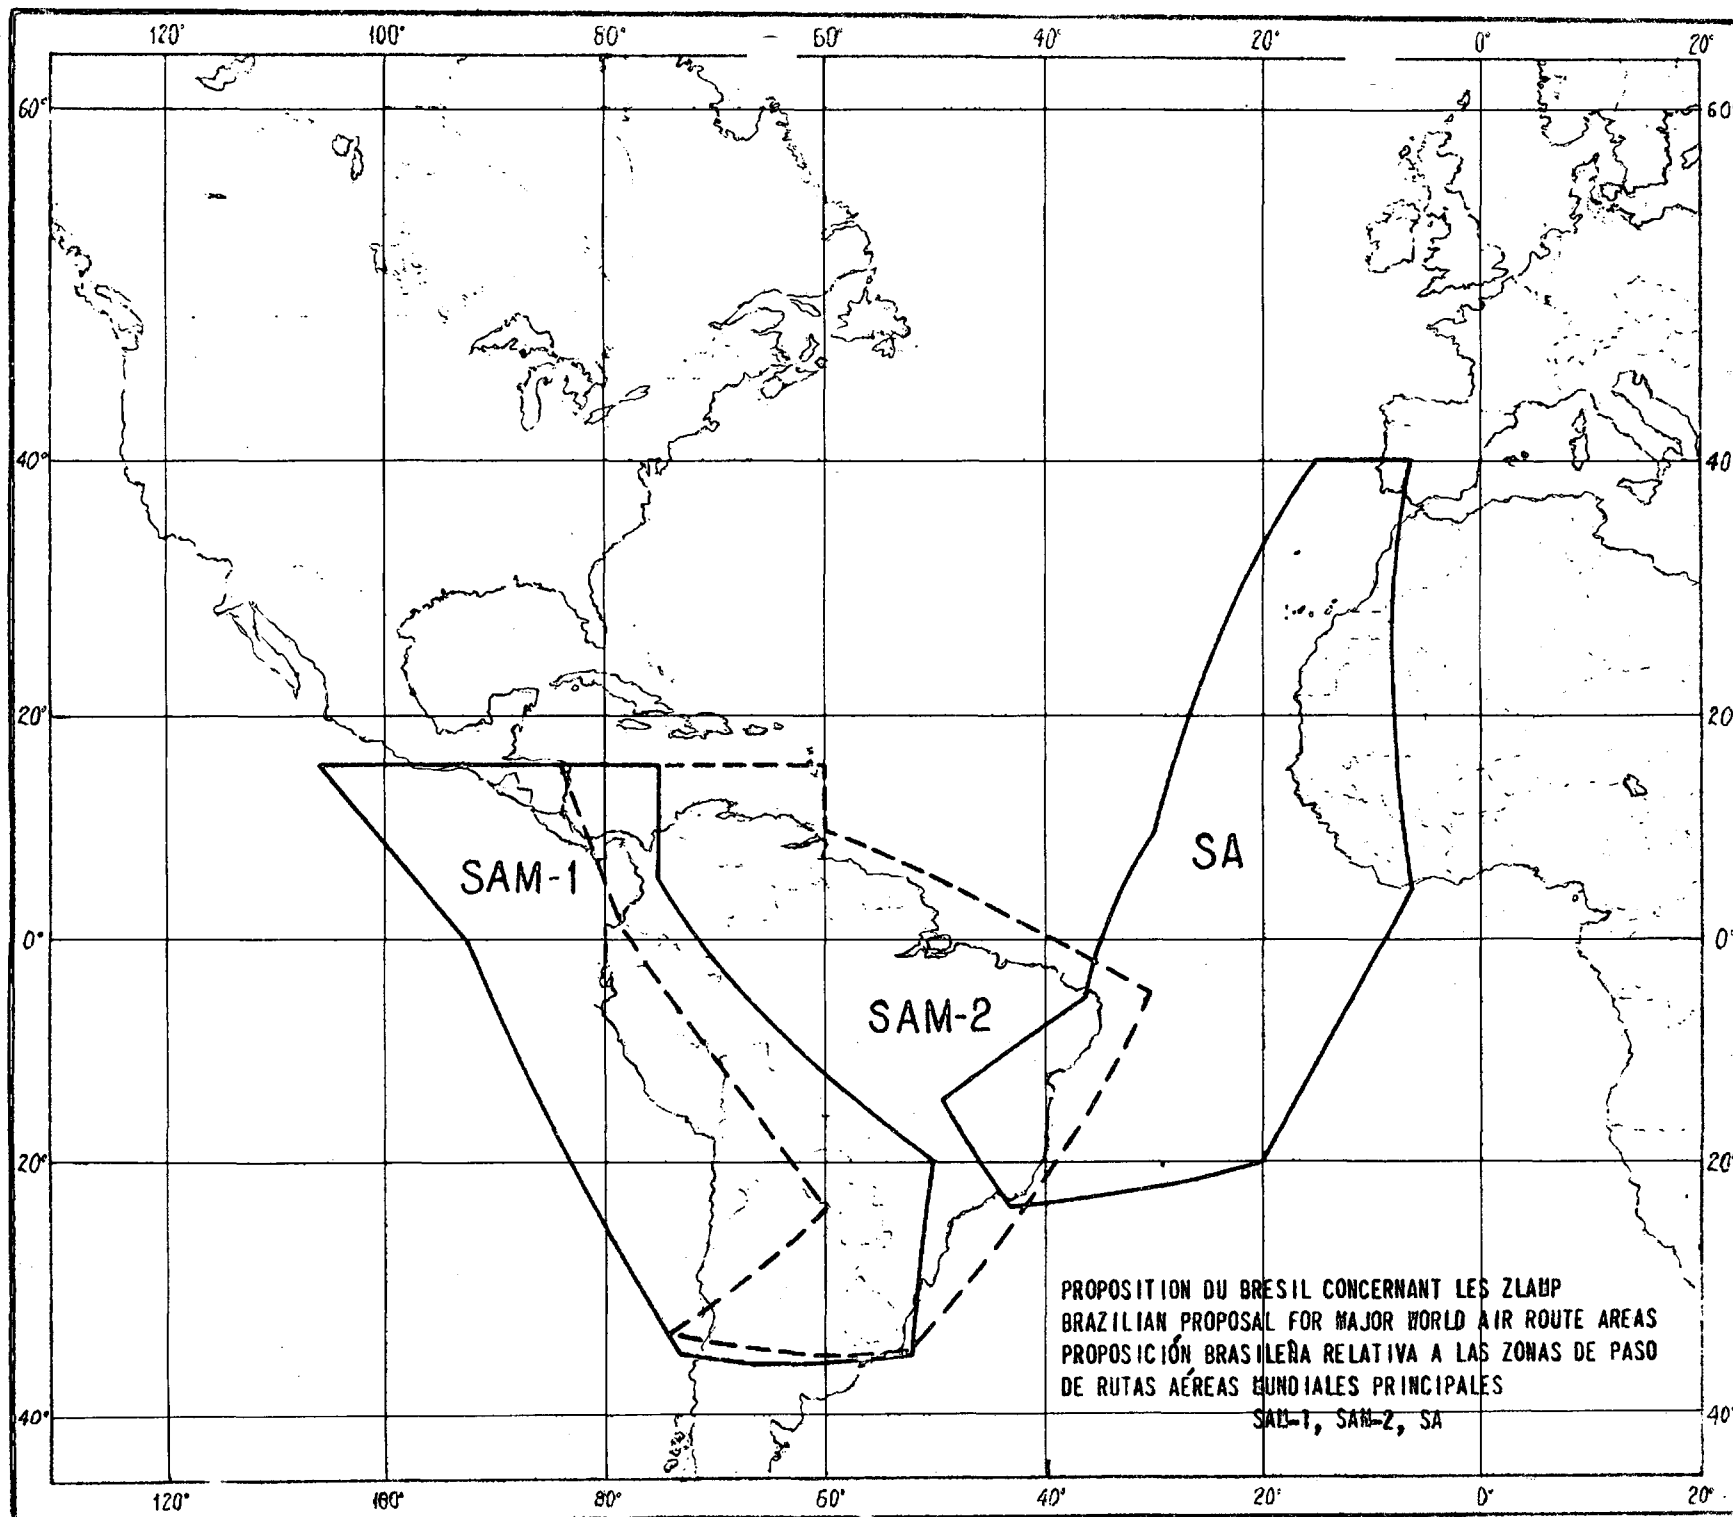 120° 100° 80° 60° 40° 20° 0° 20°
60° 60
40° 40
20° 20
SA
SAM-1
0° 0°
SAM-2
20° 20°
PROPOSITION DU BRESIL CONCERNANT LES ZLAUP
BRAZILIAN PROPOSAL FOR MAJOR WORLD AIR ROUTE AREAS
PROPOSICIÓN BRASILEÑA RELATIVA A LAS ZONAS DE PASO
DE RUTAS AÉREAS MUNDIALES PRINCIPALES
40° 40°
SAM-1, SAM-2, SA
120° 100° 80° 60° 40° 20° 0° 20°